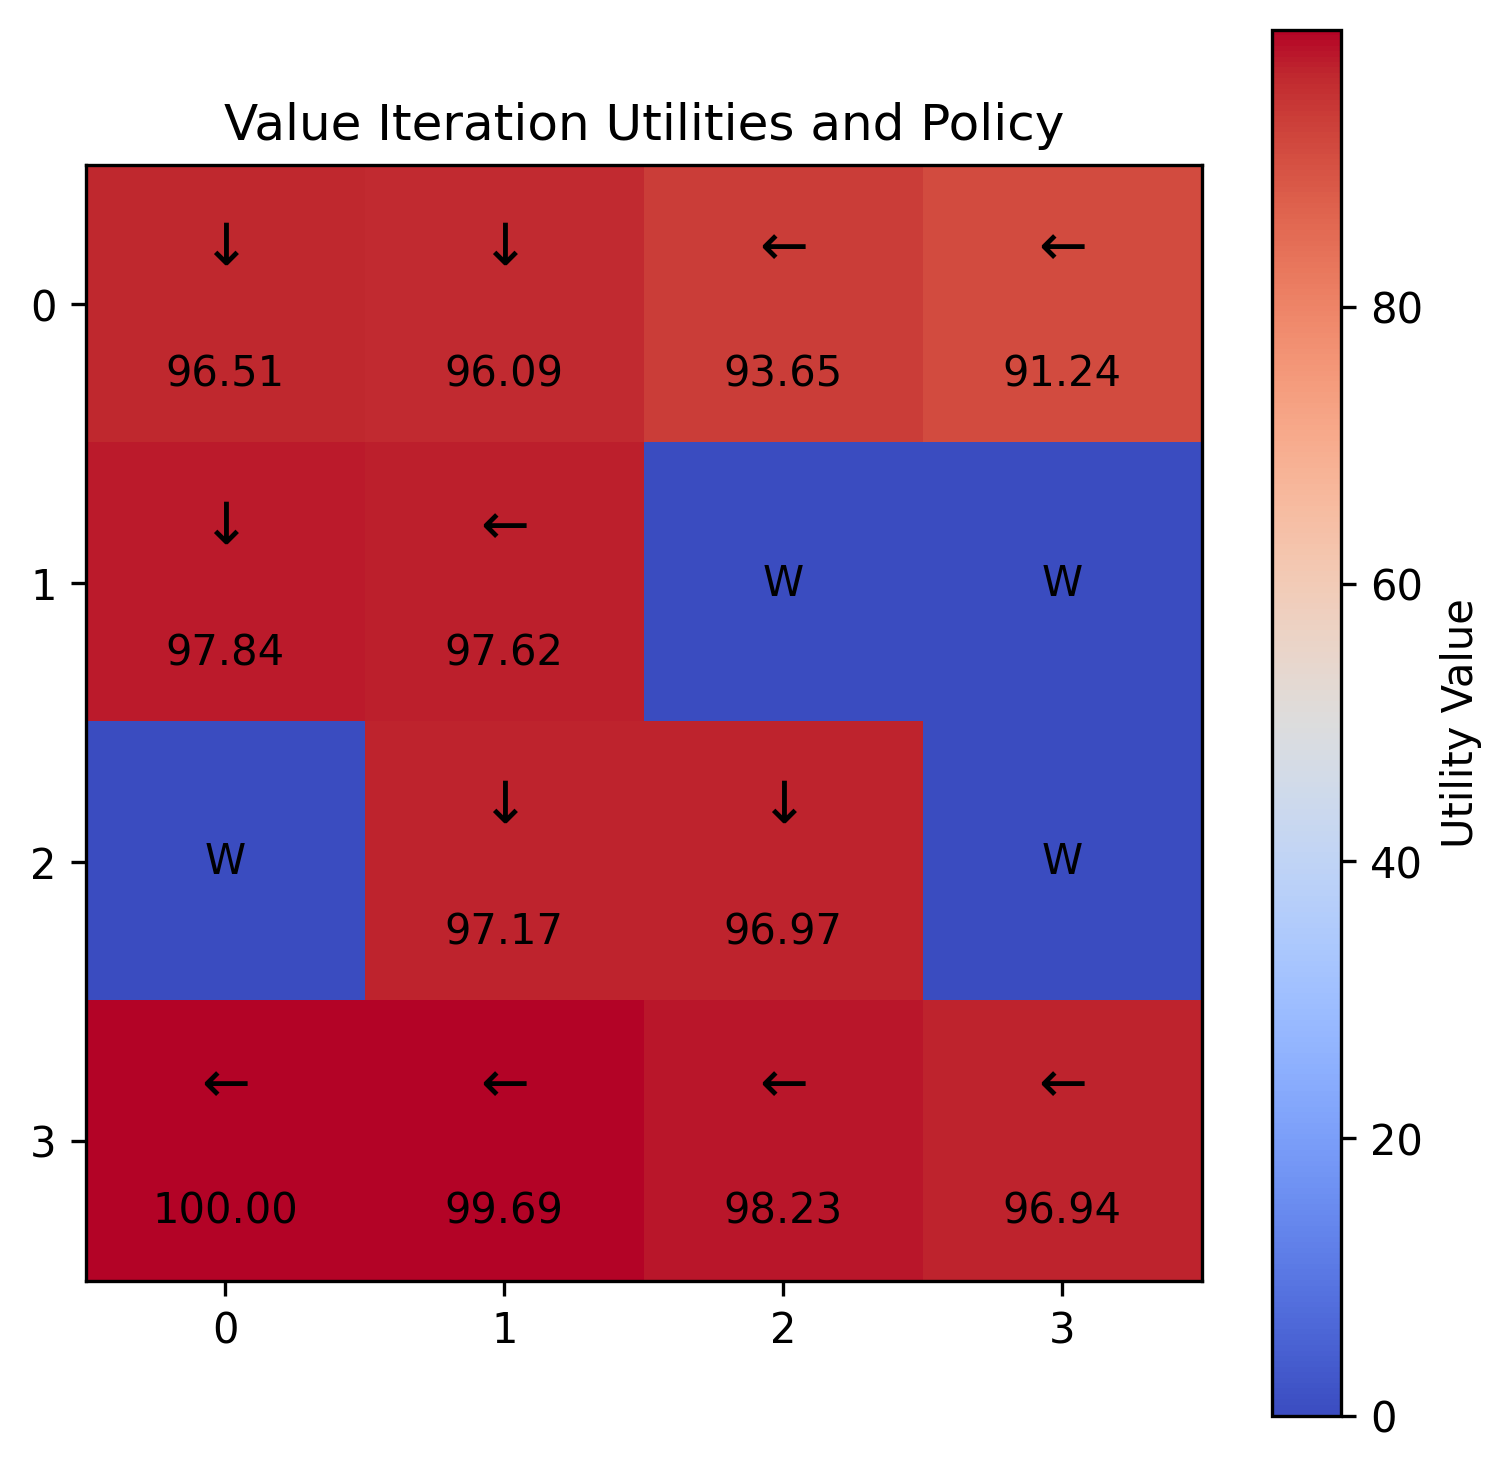 Value Iteration Utilities and Policy
↓ ↓ ← ←
0
96.51 96.09 93.65 91.24
↓ ←
1 W W
97.84 97.62
↓ ↓
2 W W
97.17 96.97
← ← ← ←
3
100.00 99.69 98.23 96.94
0 1 2 3
80
60
40
20
0
Utility Value